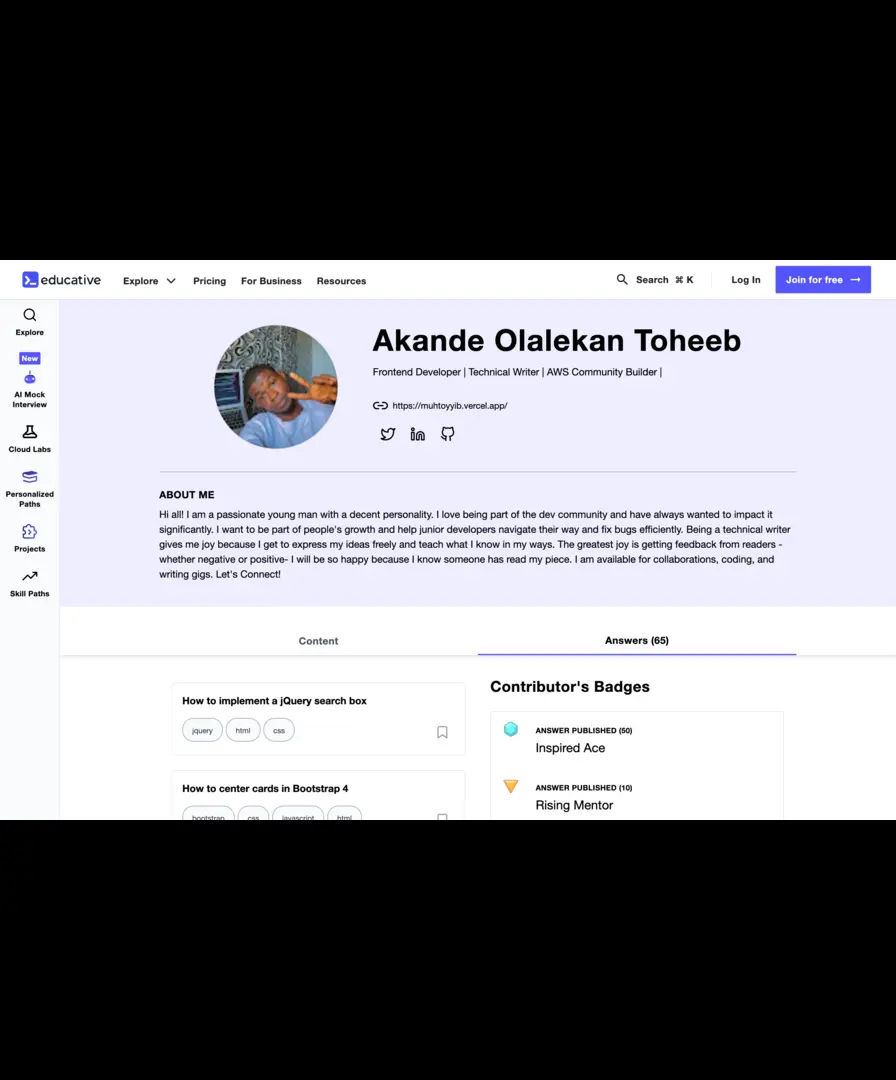 educative
Explore
Pricing
For Business
Resources
Search ⌘ K
Log In
Join for free →
Explore
New
AI Mock
Interview
Cloud Labs
Personalized
Paths
Projects
Skill Paths
Akande Olalekan Toheeb
Frontend Developer | Technical Writer | AWS Community Builder |
https://muhtoyyib.vercel.app/
ABOUT ME
Hi all! I am a passionate young man with a decent personality. I love being part of the dev community and have always wanted to impact it
significantly. I want to be part of people's growth and help junior developers navigate their way and fix bugs efficiently. Being a technical writer
gives me joy because I get to express my ideas freely and teach what I know in my ways. The greatest joy is getting feedback from readers -
whether negative or positive- I will be so happy because I know someone has read my piece. I am available for collaborations, coding, and
writing gigs. Let's Connect!
Content
Answers (65)
How to implement a jQuery search box
jquery
html
css
How to center cards in Bootstrap 4
bootstrap
css
javascript
html
Contributor's Badges
ANSWER PUBLISHED (50)
Inspired Ace
ANSWER PUBLISHED (10)
Rising Mentor